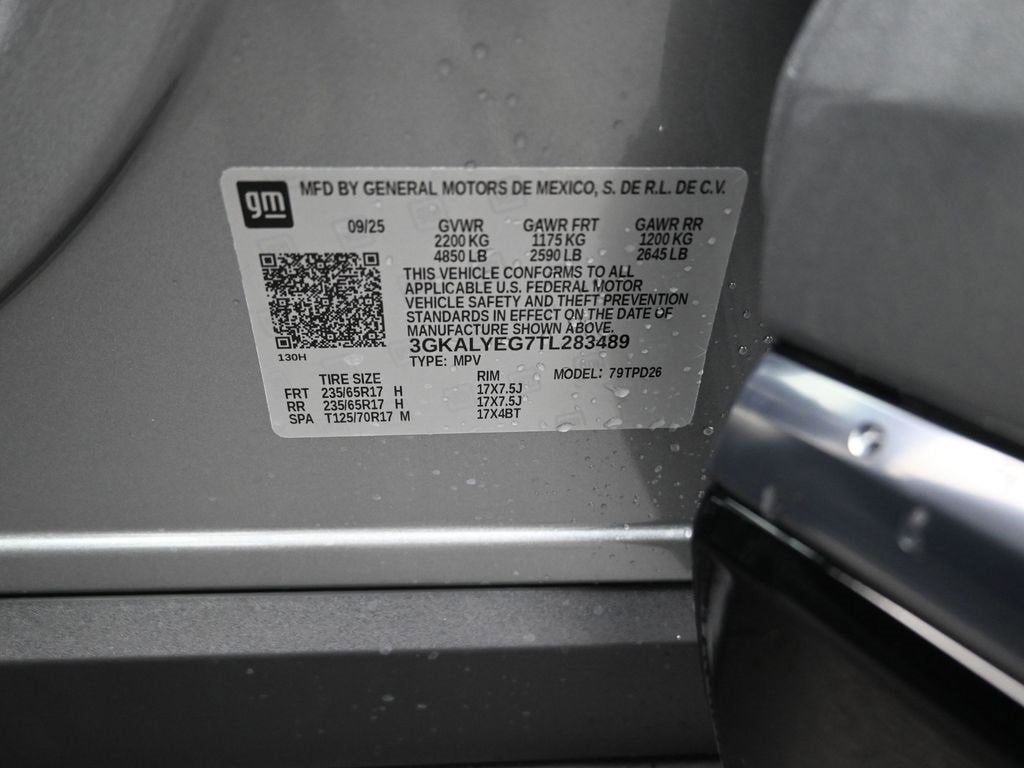 gm MFD BY GENERAL MOTORS DE MEXICO, S. DE R.L. DE C.V.
09/25 GVWR GAWR FRT GAWR RR
2200 KG 1175 KG 1200 KG
4850 LB 2590 LB 2645 LB
THIS VEHICLE CONFORMS TO ALL
APPLICABLE U.S. FEDERAL MOTOR
VEHICLE SAFETY AND THEFT PREVENTION
STANDARDS IN EFFECT ON THE DATE OF
MANUFACTURE SHOWN ABOVE.
3GKALYEG7TL283489
130H
TYPE: MPV MODEL: 79TPD26
TIRE SIZE RIM
FRT 235/65R17 H 17X7.5J
RR 235/65R17 H 17X7.5J
SPA T125/70R17 M 17X4BT